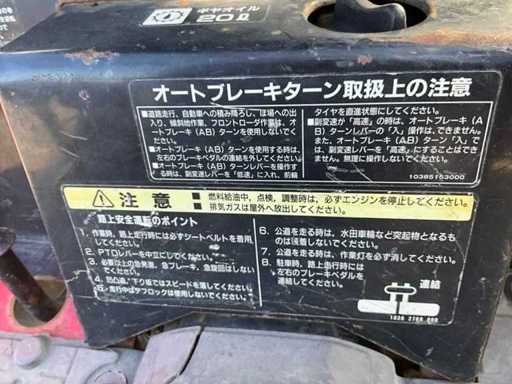 ギヤオイル
20ℓ
オートブレーキターン取扱上の注意
■道路走行、自動車への積み降ろし、ほ場への出
入り、傾斜地作業、フロントローダ作業は、オ
ートブレーキ(AB)ターンを使用しないでください。
■オートブレーキ(AB)ターンを使用する時は、
左右のブレーキペダルの連結を外してください。
■オートブレーキ(AB)ターンレバーを操作す
る時は、副変速を「低速」に入れ、前輪
タイヤを直進状態にしてください。
■副変速が「高速」の時は、オートブレーキ(A
B)ターンレバーの「入」操作は、できません。
また、オートブレーキ(AB)ターン「入」で
は、副変速レバーを「高速」にすることはでき
ません。無理に操作しないでください。
10385153000
注意
■燃料給油中,点検,調整時は,必ずエンジンを停止してください。
■排気ガスは屋外へ放出してください。
路上安全運転のポイント
1. 作業時、路上走行時には必ずシートベルトを着用
してください。
2. PTOレバーを中立にしてください。
3. 必要以上の急発進、急ブレーキ、急旋回はしない
でください。
4. 凹凸道、下り坂ではスピードを落してください。
5. 走行中はデフロックは使用しないでください。
6. 公道を走る時は、水田車輪など突起物となるも
のは装着しないでください。
7. 公道を走る時は、作業灯を必ず消してください。
8. 駐車時、路上走行時には
左右のブレーキペダルを
連結してください。
連結